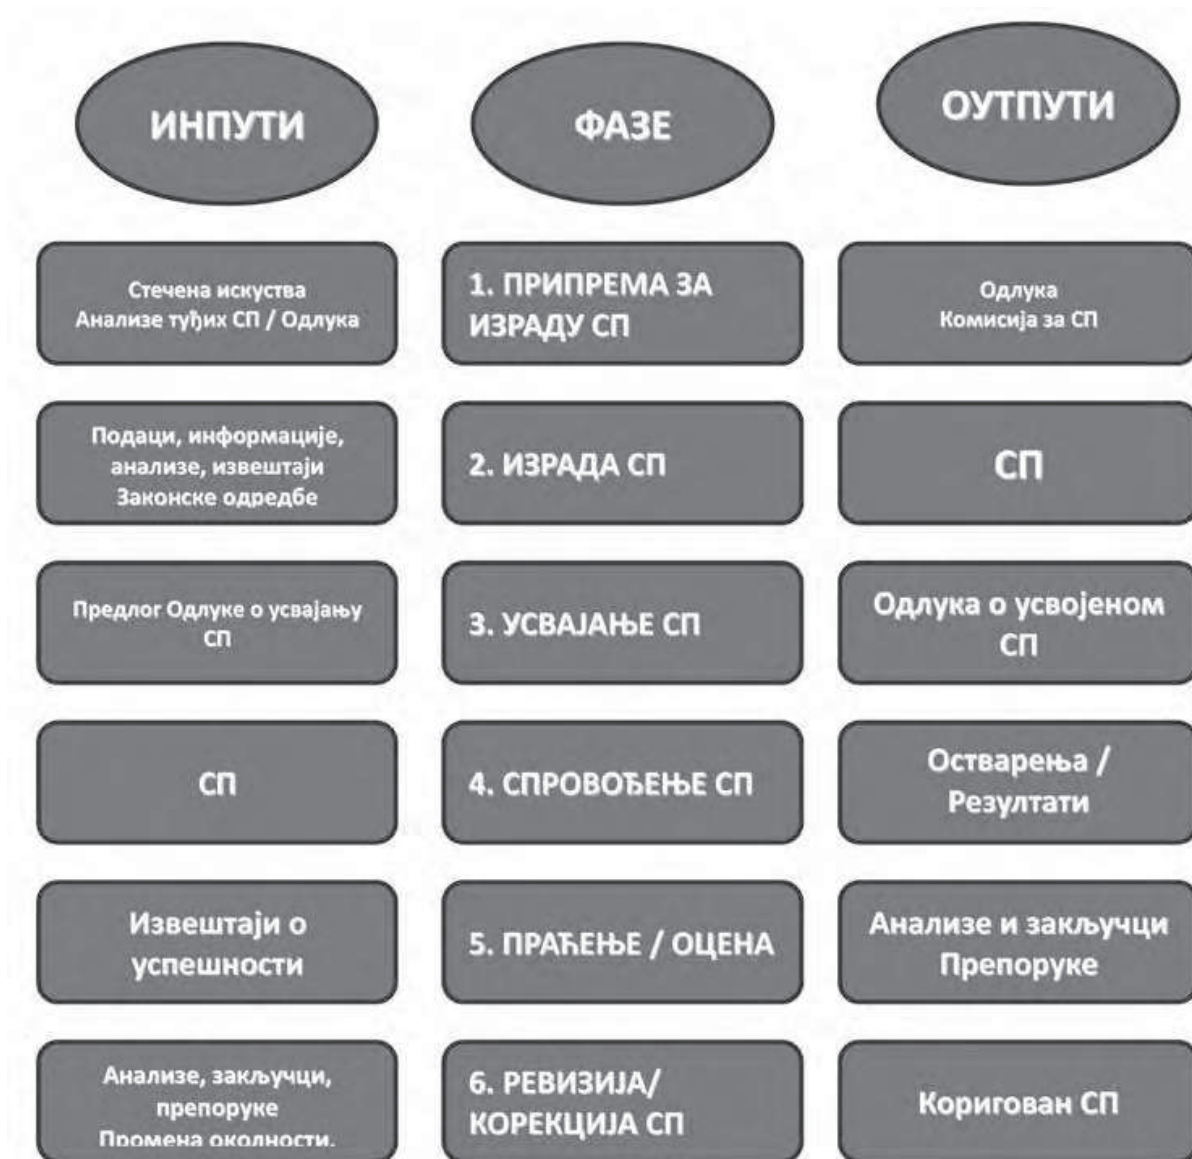 ИНПУТИ
ФАЗЕ
ОУТПУТИ
Стечена искуства
Анализе туђих СП / Одлука
1. ПРИПРЕМА ЗА
ИЗРАДУ СП
Одлука
Комисија за СП
Подаци, информације,
анализе, извештаји
Законске одредбе
2. ИЗРАДА СП
СП
Предлог Одлуке о усвајању
СП
3. УСВАЈАЊЕ СП
Одлука о усвојеном
СП
СП
4. СПРОВОЂЕЊЕ СП
Остварења /
Резултати
Извештаји о
успешности
5. ПРАЋЕЊЕ / ОЦЕНА
Анализе и закључци
Препоруке
Анализе, закључци,
препоруке
Промена околности.
6. РЕВИЗИЈА/
КОРЕКЦИЈА СП
Коригован СП